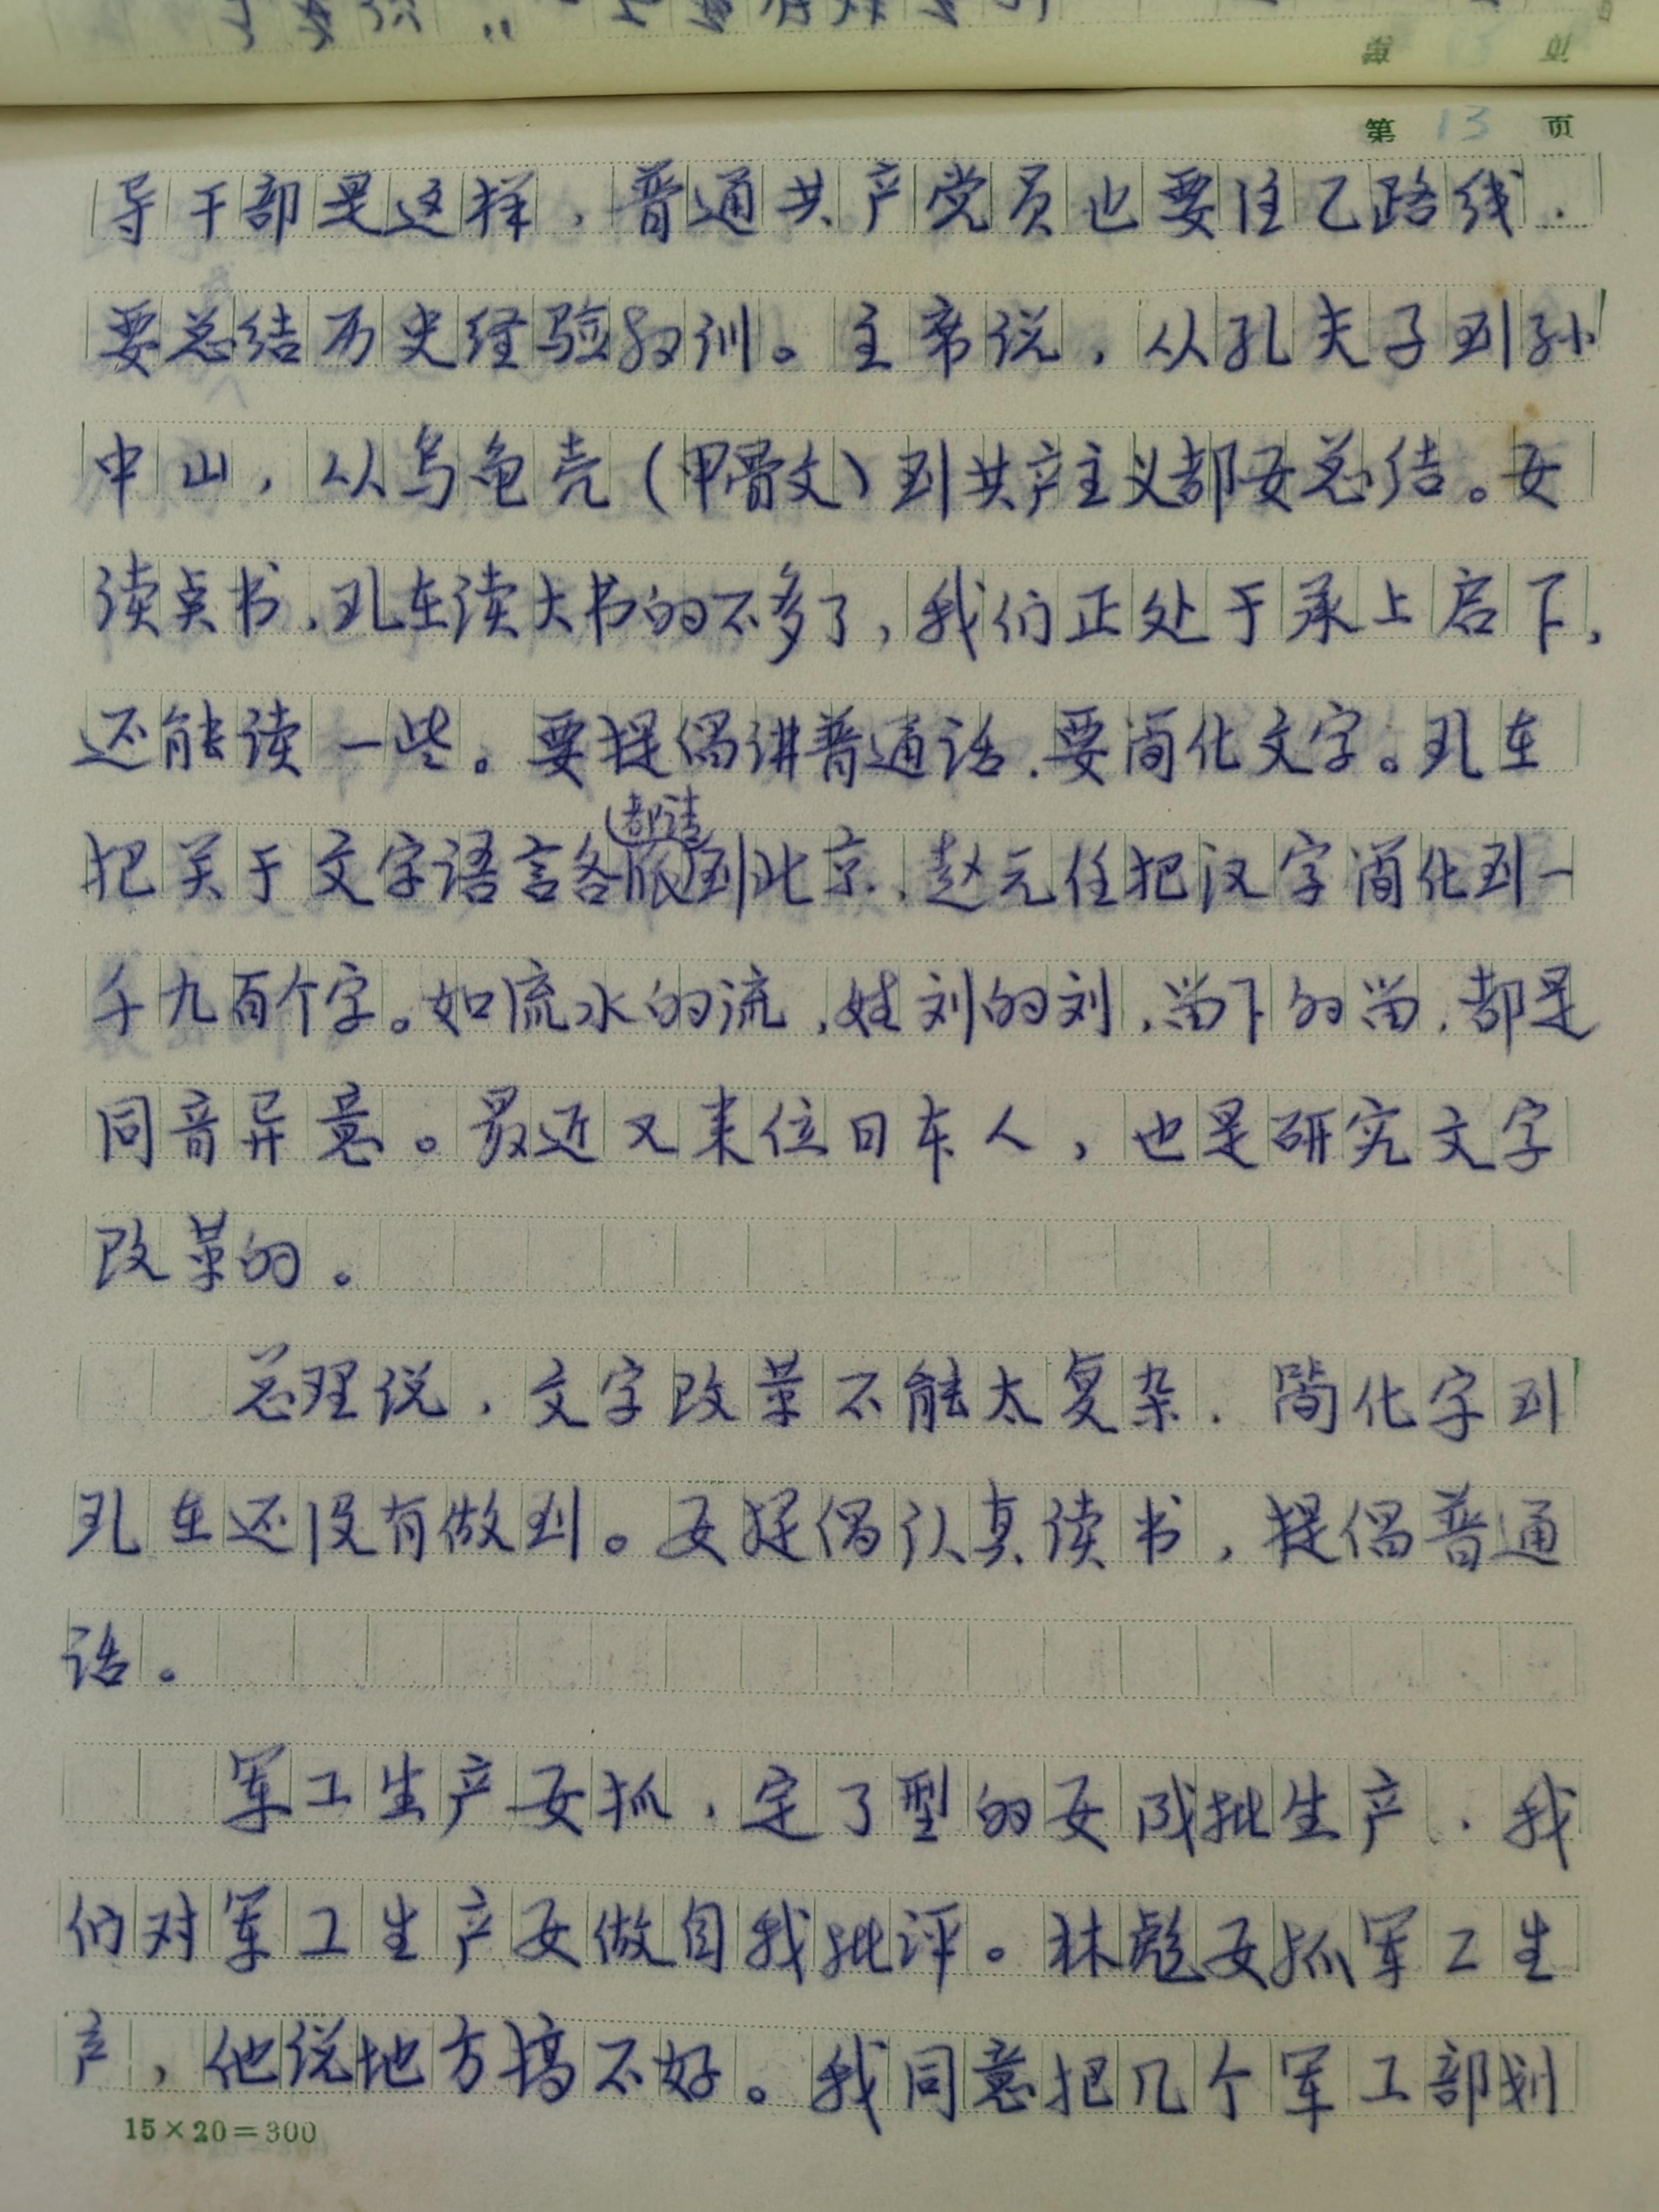 第 13 页
导干部是这样，普通共产党员也要注乙路线．
要总结历史经验教训。主席说，从孔夫子到孙
中山，从乌龟壳（甲骨文）到共产主义都要总结。要
读点书．现在读大书的不多了，我们正处于承上启下，
还能读一些。要提倡讲普通话．要简化文字。现在
都请
把关于文字语言各派到北京，赵元任把汉字简化到一
千九百个字。如流水的流，姓刘的刘，留下的留，都是
同音异意。最近又来位日本人，也是研究文字
改革的。
总理说，文字改革不能太复杂．简化字到
现在还没有做到。要提倡认真读书，提倡普通
话。
军工生产要抓，定了型的要成批生产．我
们对军工生产要做自我批评。林彪要抓军工生
产，他说地方搞不好。我同意把几个军工部划
15×20=300